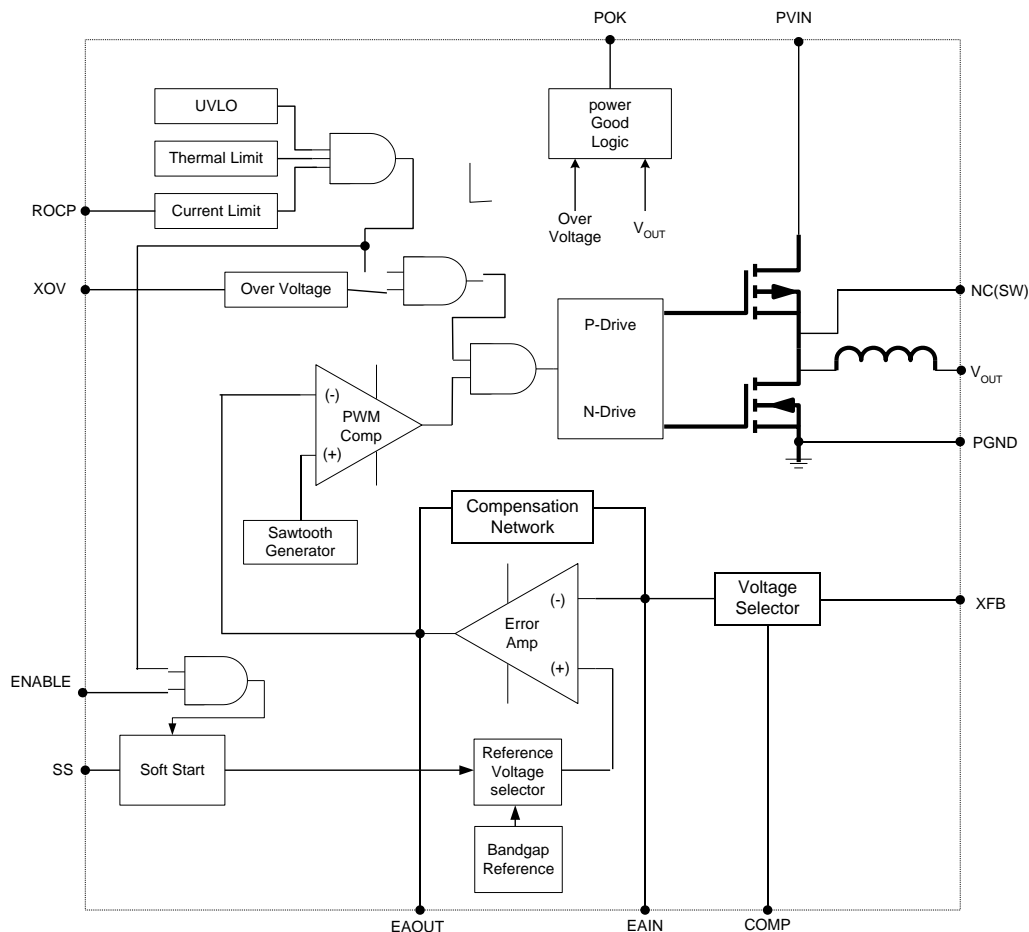 POK
PVIN
UVLO
power
Good
Logic
Thermal Limit
ROCP
Current Limit
Over
Voltage
VOUT
XOV
Over Voltage
NC(SW)
P-Drive
VOUT
(-)
PWM
Comp
(+)
N-Drive
PGND
Compensation
Network
Sawtooth
Generator
Voltage
Selector
(-)
XFB
Error
Amp
(+)
ENABLE
SS
Soft Start
Reference
Voltage
selector
Bandgap
Reference
EAOUT
EAIN
COMP